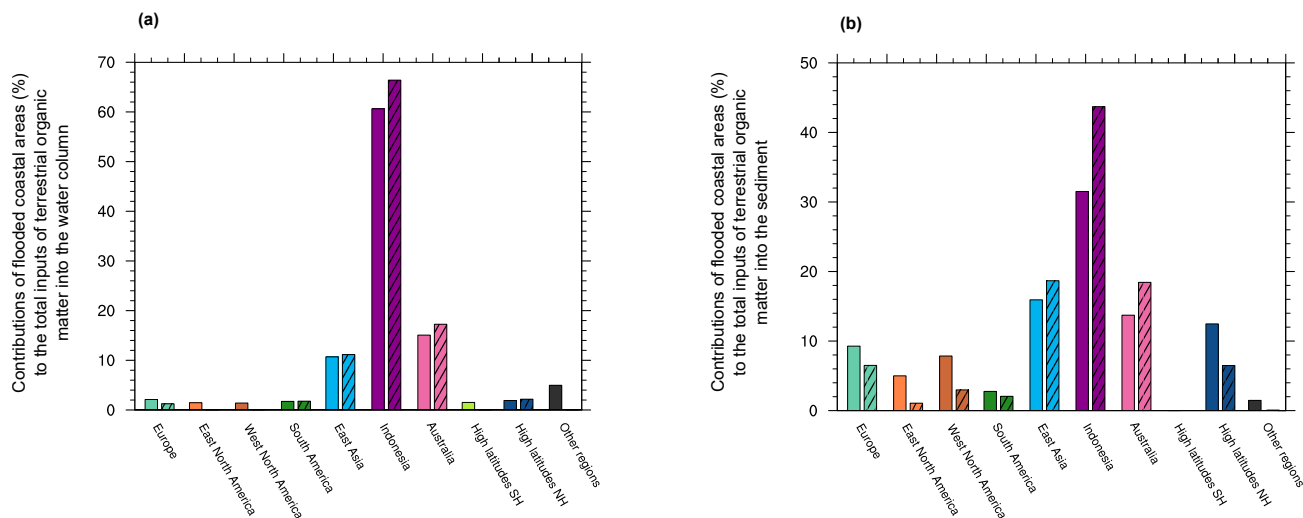 (a)
Contributions of flooded coastal areas (%)
to the total inputs of terrestrial organic
matter into the water column
70
60
50
40
30
20
10
0
Europe
East North America
West North America
South America
East Asia
Indonesia
Australia
High latitudes SH
High latitudes NH
Other regions
(b)
Contributions of flooded coastal areas (%)
to the total inputs of terrestrial organic
matter into the sediment
50
40
30
20
10
0
Europe
East North America
West North America
South America
East Asia
Indonesia
Australia
High latitudes SH
High latitudes NH
Other regions